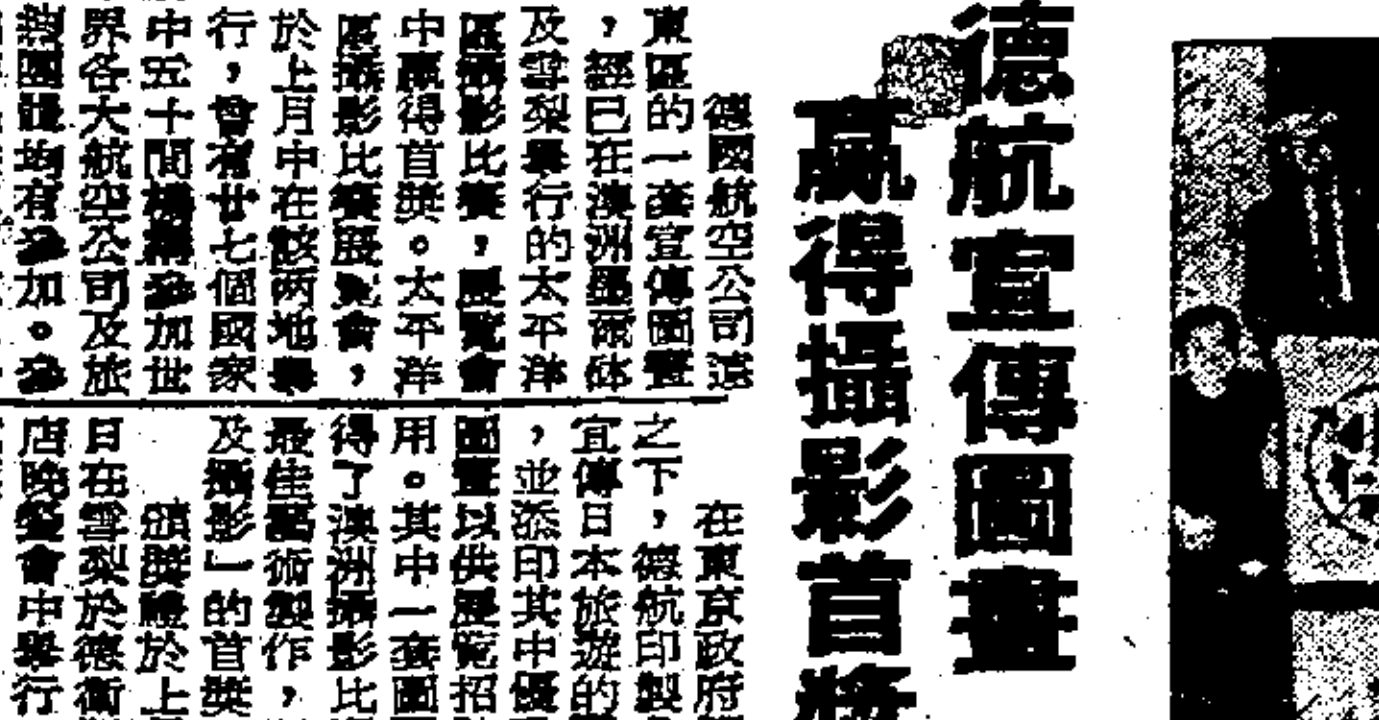 德航宣傳圖畫
贏得攝影首獎
德國航空公司遠
東區的一套宣傳圖畫
，經已在澳洲墨爾砵
及雪梨舉行的太平洋
區攝影比賽，展覽會
中贏得首獎。太平洋
區攝影比賽展覽會，
於上月中在該兩地舉
行，曾有廿七個國家
中五十間機構參加世
界各大航空公司及旅
團體均有參加。參
在東京政府
之下，德航印製
宣傳日本旅遊的
，並添印其中優
圖畫以供展覽招
用。其中一套圖
得了澳洲攝影比
最佳藝術製作，
及攝影」的首獎
頒獎禮於上
日在雪梨於德衛
店晚餐會中舉行